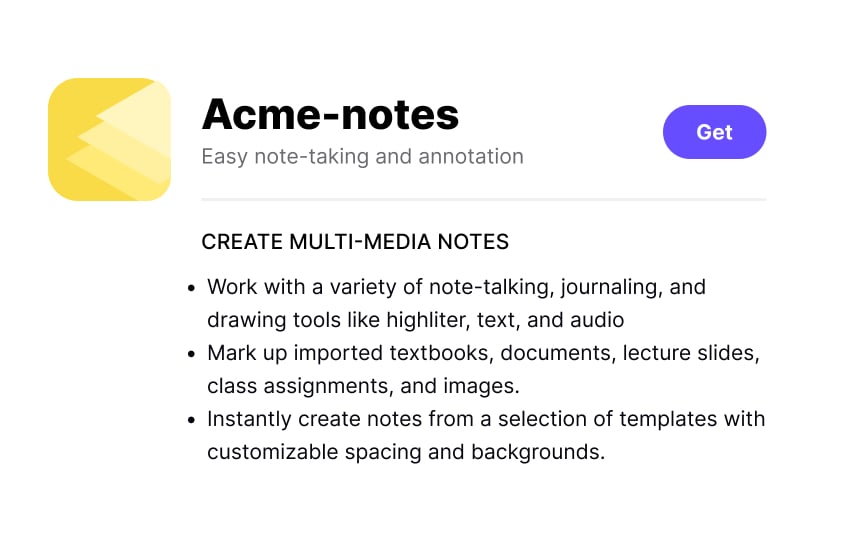 Acme-notes
Easy note-taking and annotation
Get
CREATE MULTI-MEDIA NOTES
• Work with a variety of note-talking, journaling, and
drawing tools like highliter, text, and audio
• Mark up imported textbooks, documents, lecture slides,
class assignments, and images.
• Instantly create notes from a selection of templates with
customizable spacing and backgrounds.